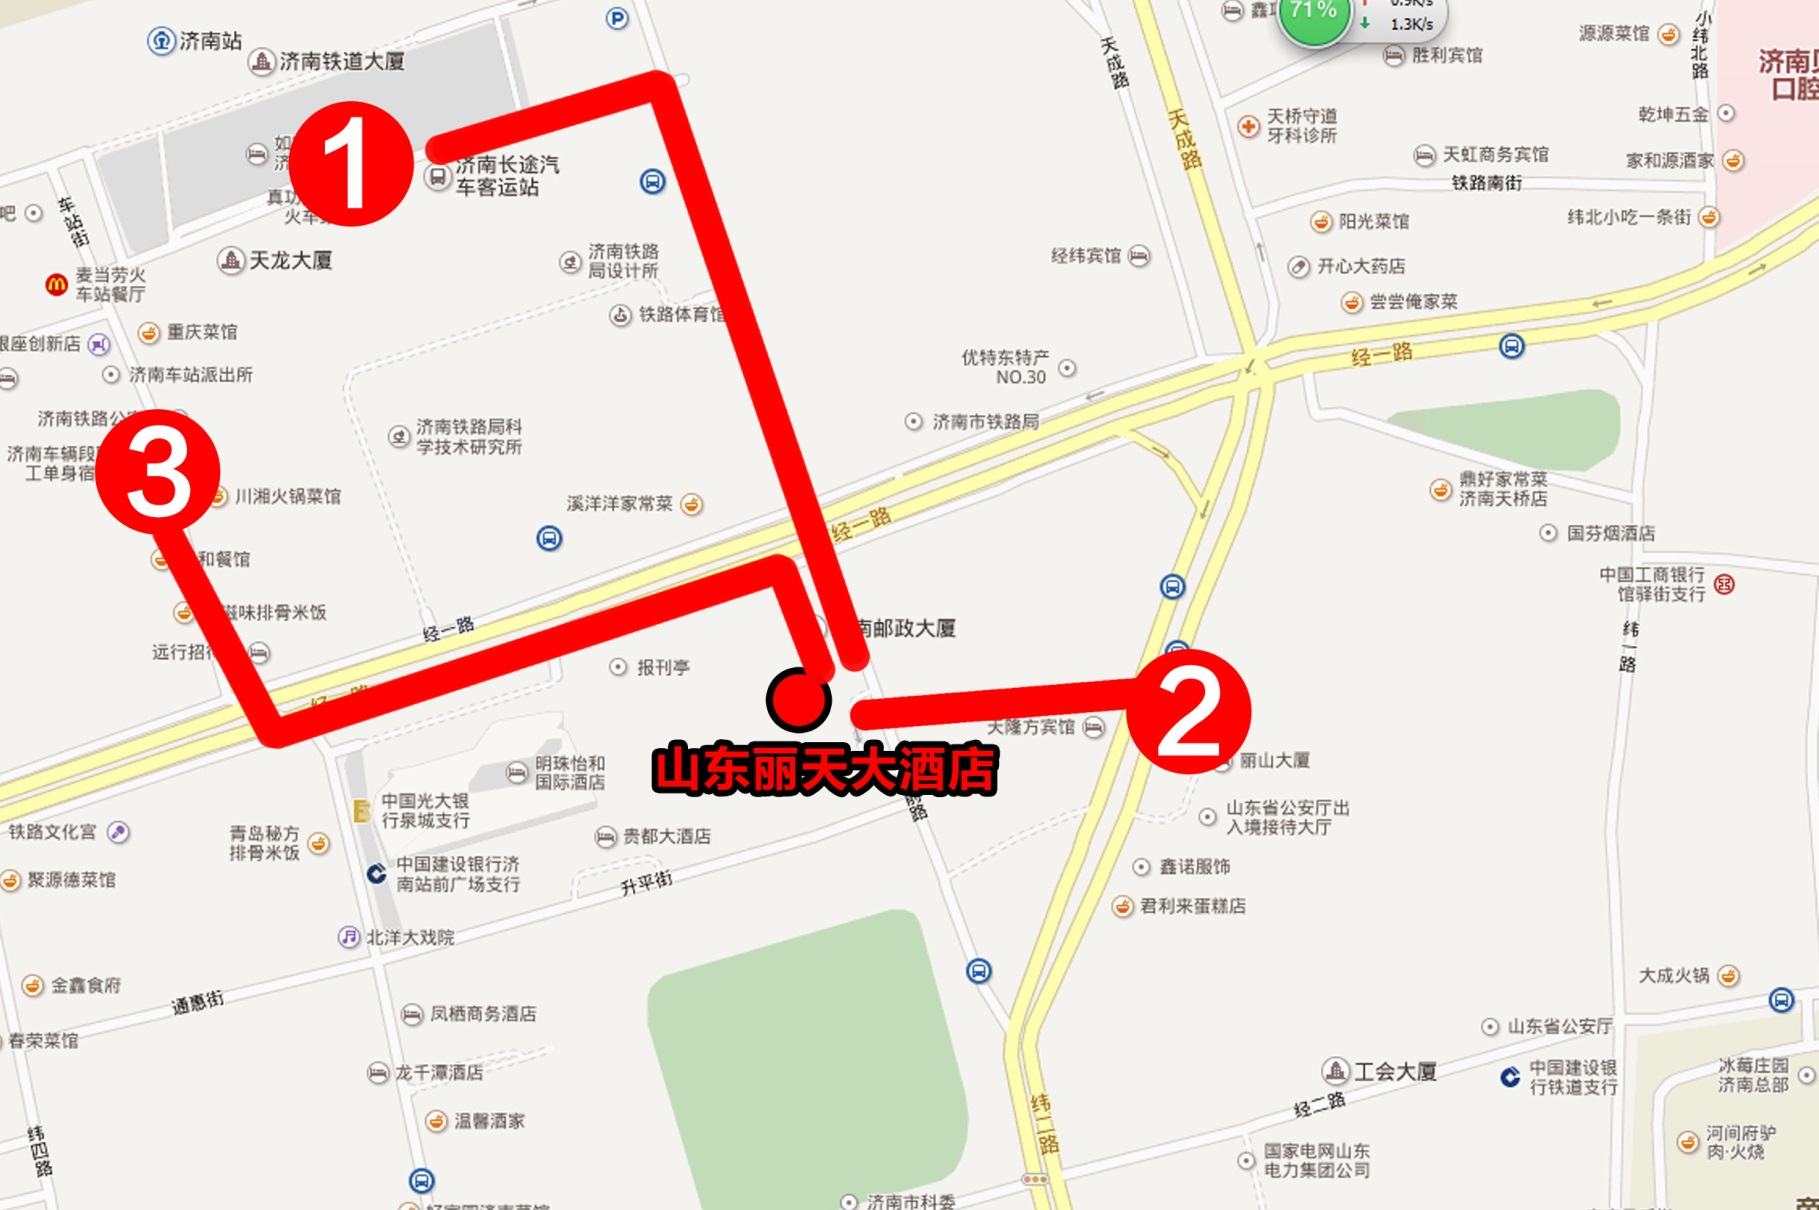 71%
0.9K/s
1.3K/s
济南站
济南铁道大厦
1
济南长途汽
车客运站
车站街
天龙大厦
麦当劳火
车站餐厅
重庆菜馆
济南车站派出所
川湘火锅菜馆
3
和餐馆
滋味排骨米饭
济南铁路
局设计所
铁路体育馆
济南铁路局科
学技术研究所
溪洋洋家常菜
经一路
经一路
经一路
报刊亭
南邮政大厦
山东丽天大酒店
2
天隆方宾馆
丽山大厦
山东省公安厅出
入境接待大厅
鑫诺服饰
君利来蛋糕店
天成路
天成路
胜利宾馆
源源菜馆
小纬北路
天桥守道
牙科诊所
乾坤五金
天虹商务宾馆
家和源酒家
铁路南街
阳光菜馆
纬北小吃一条街
经纬宾馆
开心大药店
尝尝俺家菜
优特东特产
NO.30
经一路
济南市铁路局
鼎好家常菜
济南天桥店
国芬烟酒店
中国工商银行
馆驿街支行
纬一路
明珠怡和
国际酒店
中国光大银
行泉城支行
铁路文化宫
青岛秘方
排骨米饭
贵都大酒店
中国建设银行济
南站前广场支行
聚源德菜馆
升平街
北洋大戏院
金鑫食府
通惠街
凤栖商务酒店
春荣菜馆
龙千潭酒店
温馨酒家
纬四路
纬二路
大成火锅
山东省公安厅
工会大厦
中国建设银
行铁道支行
冰莓庄园
济南总部
经二路
河间府驴
肉·火烧
国家电网山东
电力集团公司
济南市科委